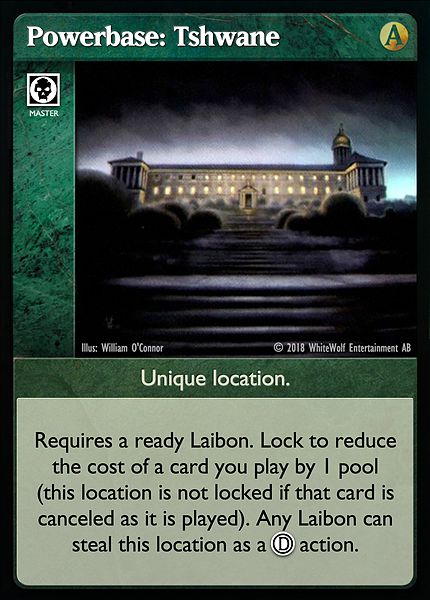 Powerbase: Tshwane
A
MASTER
Illus: William O'Connor
© 2018 WhiteWolf Entertainment AB
Unique location.
Requires a ready Laibon. Lock to reduce
the cost of a card you play by 1 pool
(this location is not locked if that card is
canceled as it is played). Any Laibon can
steal this location as a Ⓓ action.